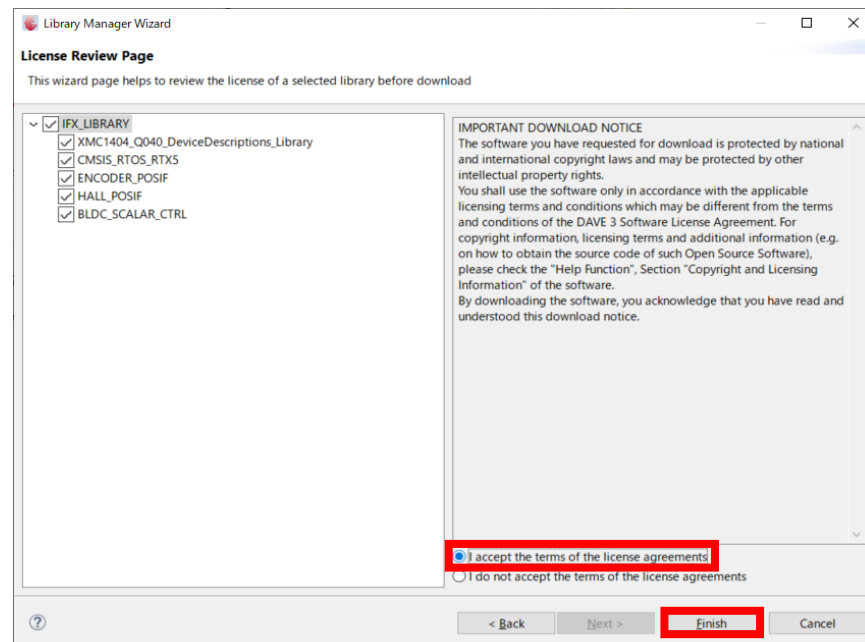 Library Manager Wizard
License Review Page
This wizard page helps to review the license of a selected library before download
IFX_LIBRARY
XMC1404_Q040_DeviceDescriptions_Library
CMSIS_RTOS_RTX5
ENCODER_POSIF
HALL_POSIF
BLDC_SCALAR_CTRL
IMPORTANT DOWNLOAD NOTICE
The software you have requested for download is protected by national
and international copyright laws and may be protected by other
intellectual property rights.
You shall use the software only in accordance with the applicable
licensing terms and conditions which may be different from the terms
and conditions of the DAVE 3 Software License Agreement. For
copyright information, licensing terms and additional information (e.g.
on how to obtain the source code of such Open Source Software),
please check the "Help Function", Section "Copyright and Licensing
Information" of the software.
By downloading the software, you acknowledge that you have read and
understood this download notice.
I accept the terms of the license agreements
I do not accept the terms of the license agreements
< Back Next > Finish Cancel